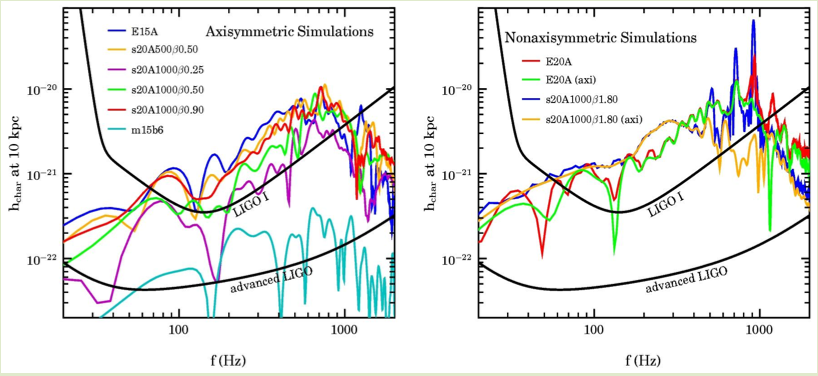 Axisymmetric Simulations
E15A
s20A500β0.50
s20A1000β0.25
s20A1000β0.50
s20A1000β0.90
m15b6
10⁻²⁰
10⁻²¹
10⁻²²
h_char at 10 kpc
LIGO I
advanced LIGO
100
1000
f (Hz)
Nonaxisymmetric Simulations
E20A
E20A (axi)
s20A1000β1.80
s20A1000β1.80 (axi)
10⁻²⁰
10⁻²¹
10⁻²²
h_char at 10 kpc
LIGO I
advanced LIGO
100
1000
f (Hz)